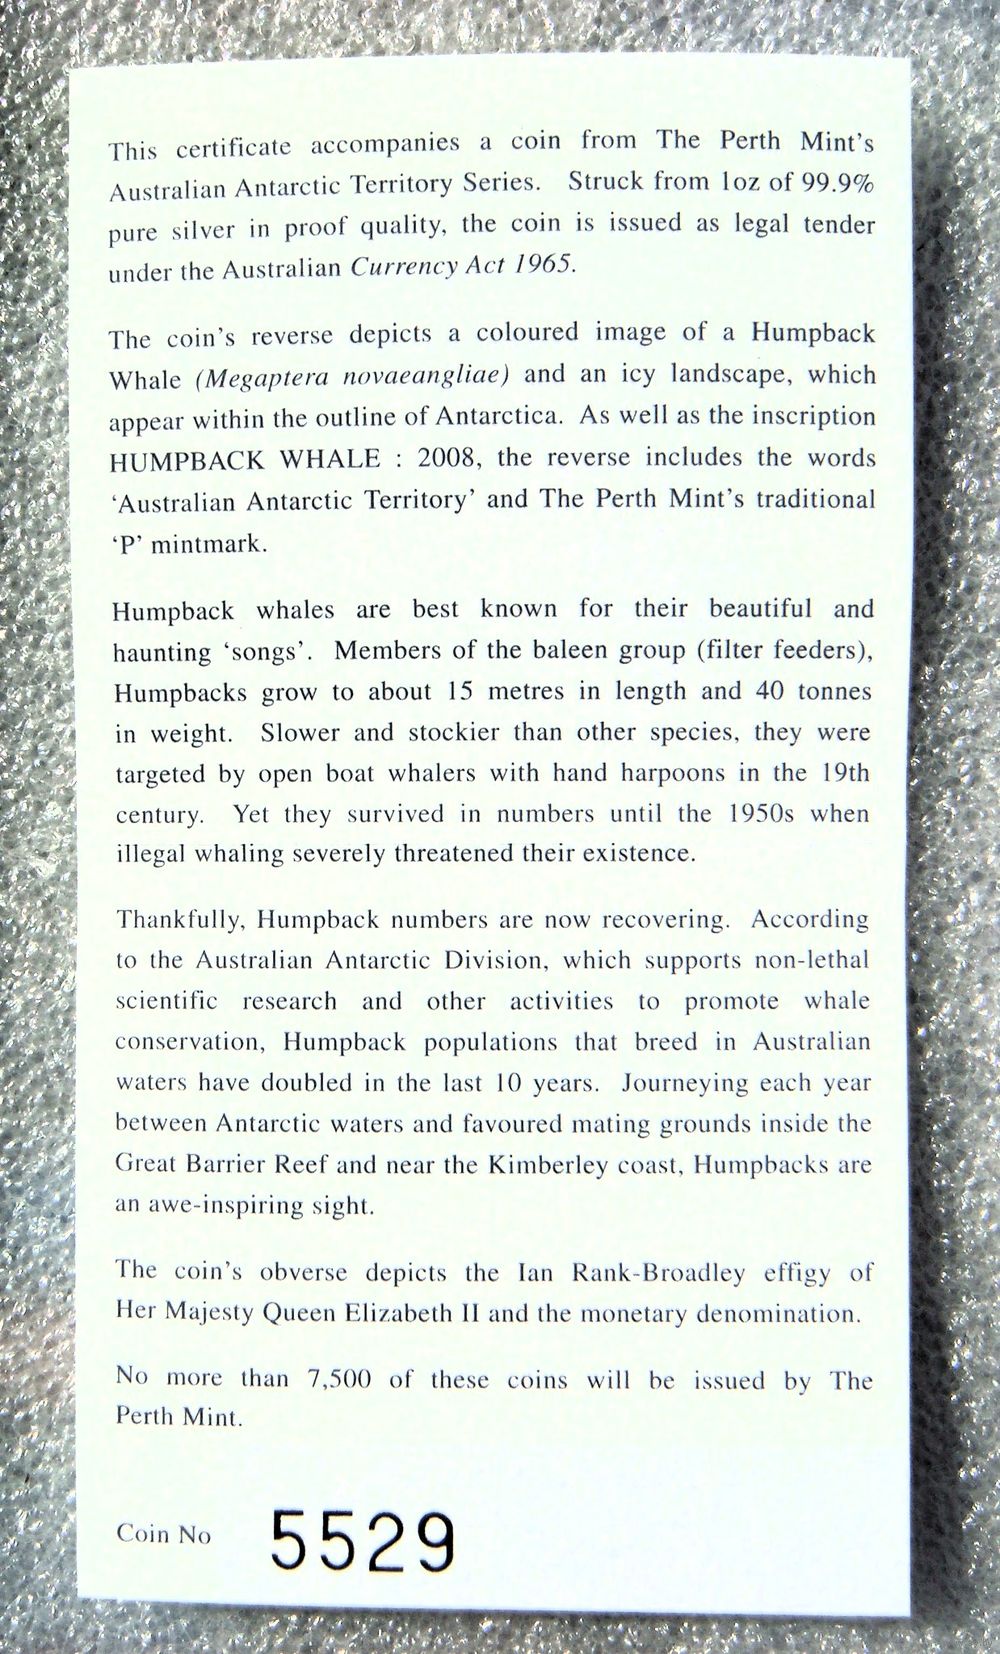 This certificate accompanies a coin from The Perth Mint's
Australian Antarctic Territory Series. Struck from 1oz of 99.9%
pure silver in proof quality, the coin is issued as legal tender
under the Australian Currency Act 1965.
The coin's reverse depicts a coloured image of a Humpback
Whale (Megaptera novaeangliae) and an icy landscape, which
appear within the outline of Antarctica. As well as the inscription
HUMPBACK WHALE : 2008, the reverse includes the words
‘Australian Antarctic Territory’ and The Perth Mint's traditional
‘P’ mintmark.
Humpback whales are best known for their beautiful and
haunting ‘songs’. Members of the baleen group (filter feeders),
Humpbacks grow to about 15 metres in length and 40 tonnes
in weight. Slower and stockier than other species, they were
targeted by open boat whalers with hand harpoons in the 19th
century. Yet they survived in numbers until the 1950s when
illegal whaling severely threatened their existence.
Thankfully, Humpback numbers are now recovering. According
to the Australian Antarctic Division, which supports non-lethal
scientific research and other activities to promote whale
conservation, Humpback populations that breed in Australian
waters have doubled in the last 10 years. Journeying each year
between Antarctic waters and favoured mating grounds inside the
Great Barrier Reef and near the Kimberley coast, Humpbacks are
an awe-inspiring sight.
The coin's obverse depicts the Ian Rank-Broadley effigy of
Her Majesty Queen Elizabeth II and the monetary denomination.
No more than 7,500 of these coins will be issued by The
Perth Mint.
Coin No 5529